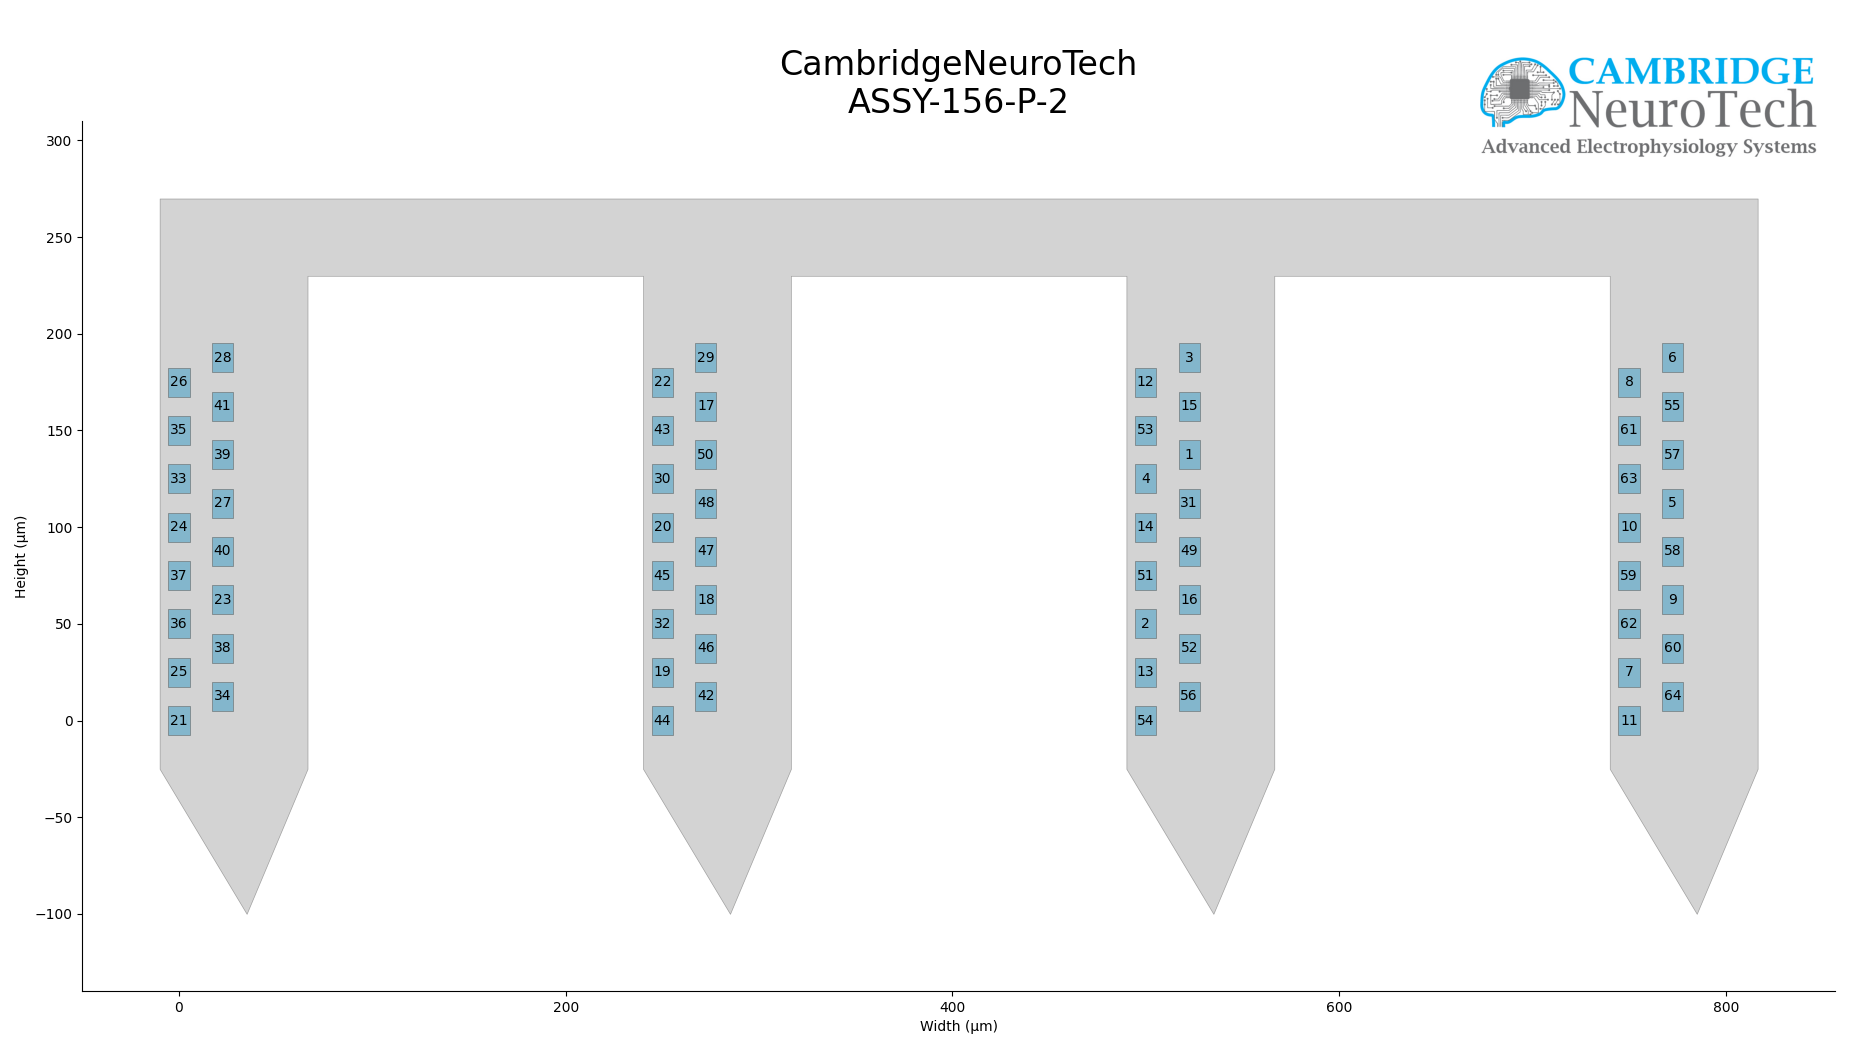 CambridgeNeuroTech
ASSY-156-P-2
CAMBRIDGE
NeuroTech
Advanced Electrophysiology Systems
300
250
200
150
100
50
0
−50
−100
Height (μm)
28 29 3 6
26 22 12 8
41 17 15 55
35 43 53 61
39 50 1 57
33 30 4 63
27 48 31 5
24 20 14 10
40 47 49 58
37 45 51 59
23 18 16 9
36 32 2 62
38 46 52 60
25 19 13 7
34 42 56 64
21 44 54 11
0 200 400 600 800
Width (μm)